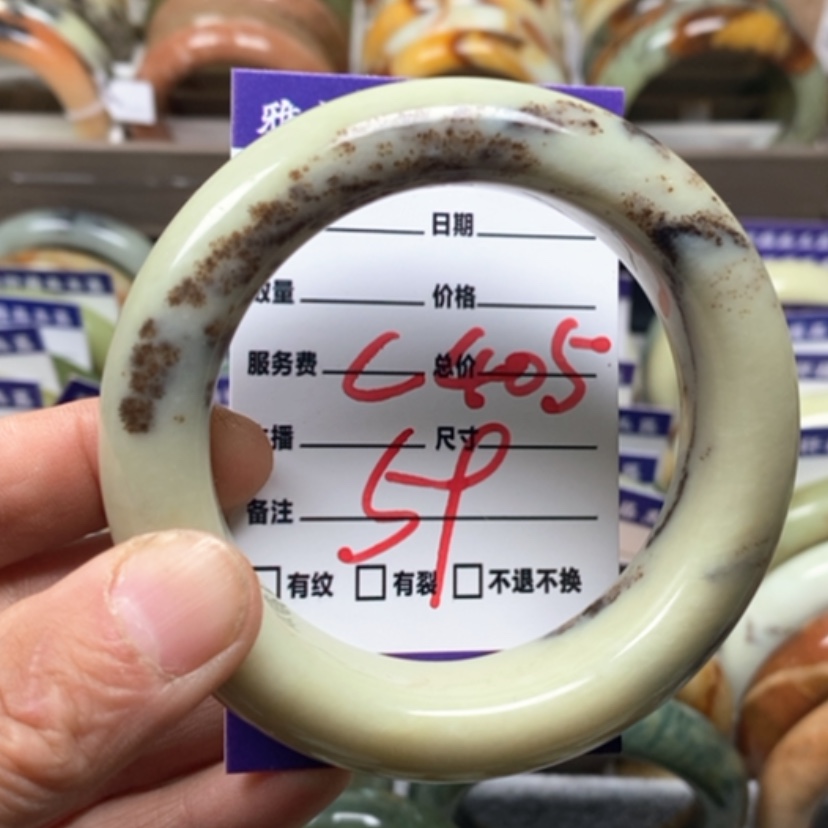 雅
日期
数量 价格
服务费 总价
C405
播 尺寸
59
备注
有纹 有裂 不退不换